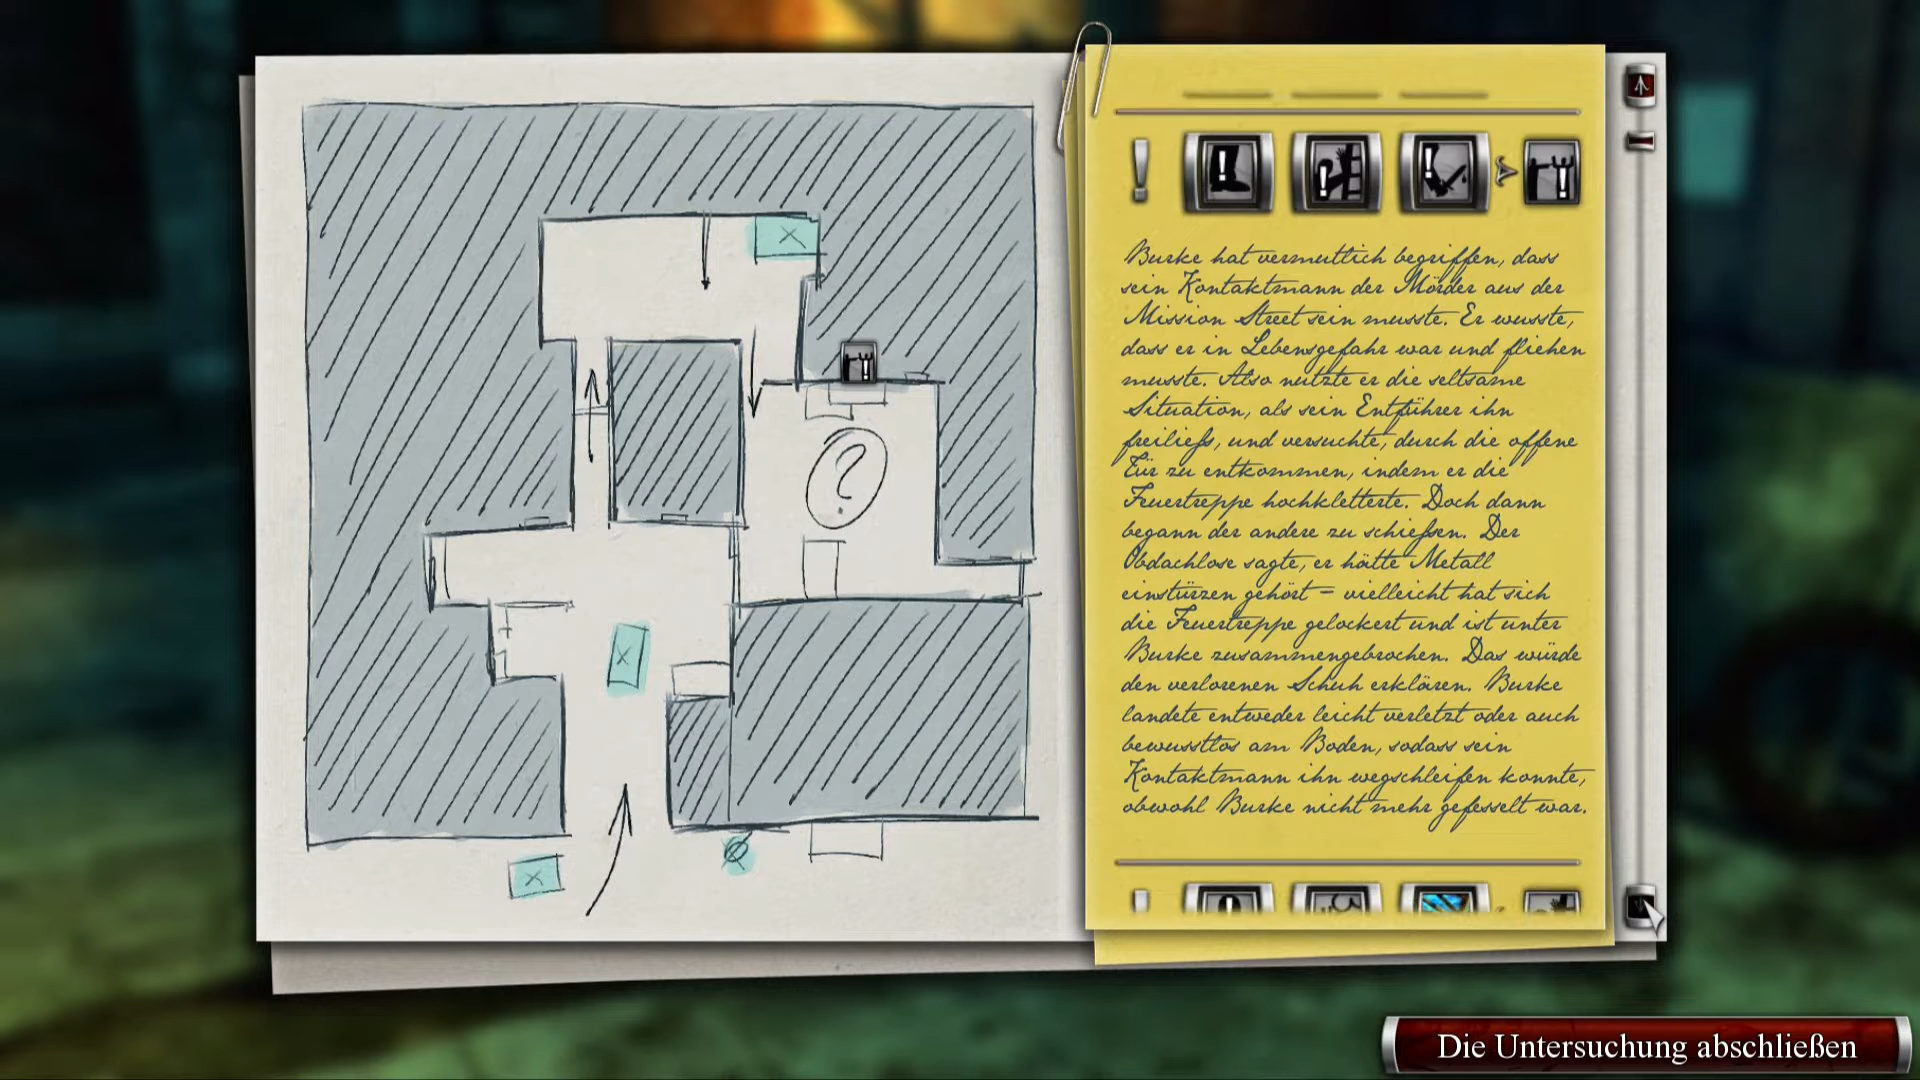 Burke hat vermutlich begriffen, dass
sein Kontaktmann der Mörder aus der
Mission Street sein musste. Er wusste,
dass er in Lebensgefahr war und fliehen
musste. Also nutzte er die seltsame
Situation, als sein Entführer ihn
freiließ, und versuchte, durch die offene
Tür zu entkommen, indem er die
Feuertreppe hochkletterte. Doch dann
begann der andere zu schießen. Der
Obdachlose sagte, er hätte Metall
einstürzen gehört - vielleicht hat sich
die Feuertreppe gelockert und ist unter
Burke zusammengebrochen. Das würde
den verlorenen Schuh erklären. Burke
landete entweder leicht verletzt oder auch
bewusstlos am Boden, sodass sein
Kontaktmann ihn wegschleifen konnte,
obwohl Burke nicht mehr gefesselt war.
?
Die Untersuchung abschließen